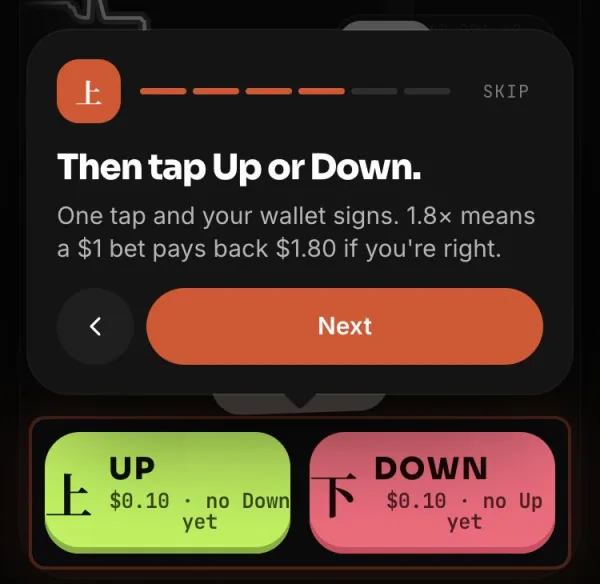 上
SKIP
Then tap Up or Down.
One tap and your wallet signs. 1.8× means
a $1 bet pays back $1.80 if you're right.
Next
上
UP
$0.10 · no Down
yet
下
DOWN
$0.10 · no Up
yet